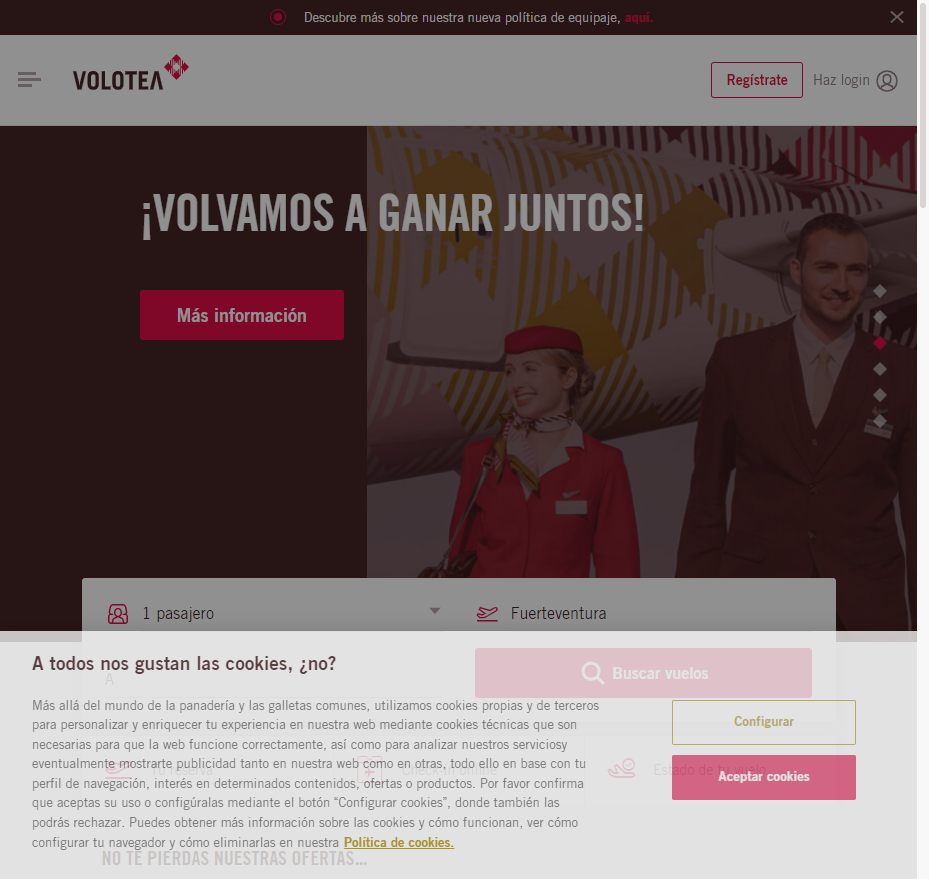 Descubre más sobre nuestra nueva política de equipaje, aquí.
VOLOTEA
Regístrate
Haz login
¡VOLVAMOS A GANAR JUNTOS!
Más información
1 pasajero
Fuerteventura
A todos nos gustan las cookies, ¿no?
A
Buscar vuelos
Más allá del mundo de la panadería y las galletas comunes, utilizamos cookies propias y de terceros
para personalizar y enriquecer tu experiencia en nuestra web mediante cookies técnicas que son
necesarias para que la web funcione correctamente, así como para analizar nuestros serviciosy
eventualmente mostrarte publicidad tanto en nuestra web como en otras, todo ello en base con tu
perfil de navegación, interés en determinados contenidos, ofertas o productos. Por favor confirma
que aceptas su uso o configúralas mediante el botón “Configurar cookies”, donde también las
podrás rechazar. Puedes obtener más información sobre las cookies y cómo funcionan, ver cómo
configurar tu navegador y cómo eliminarlas en nuestra Política de cookies.
Configurar
Aceptar cookies
Tu reserva
Check-in online
Estado de tu vuelo
NO TE PIERDAS NUESTRAS OFERTAS...